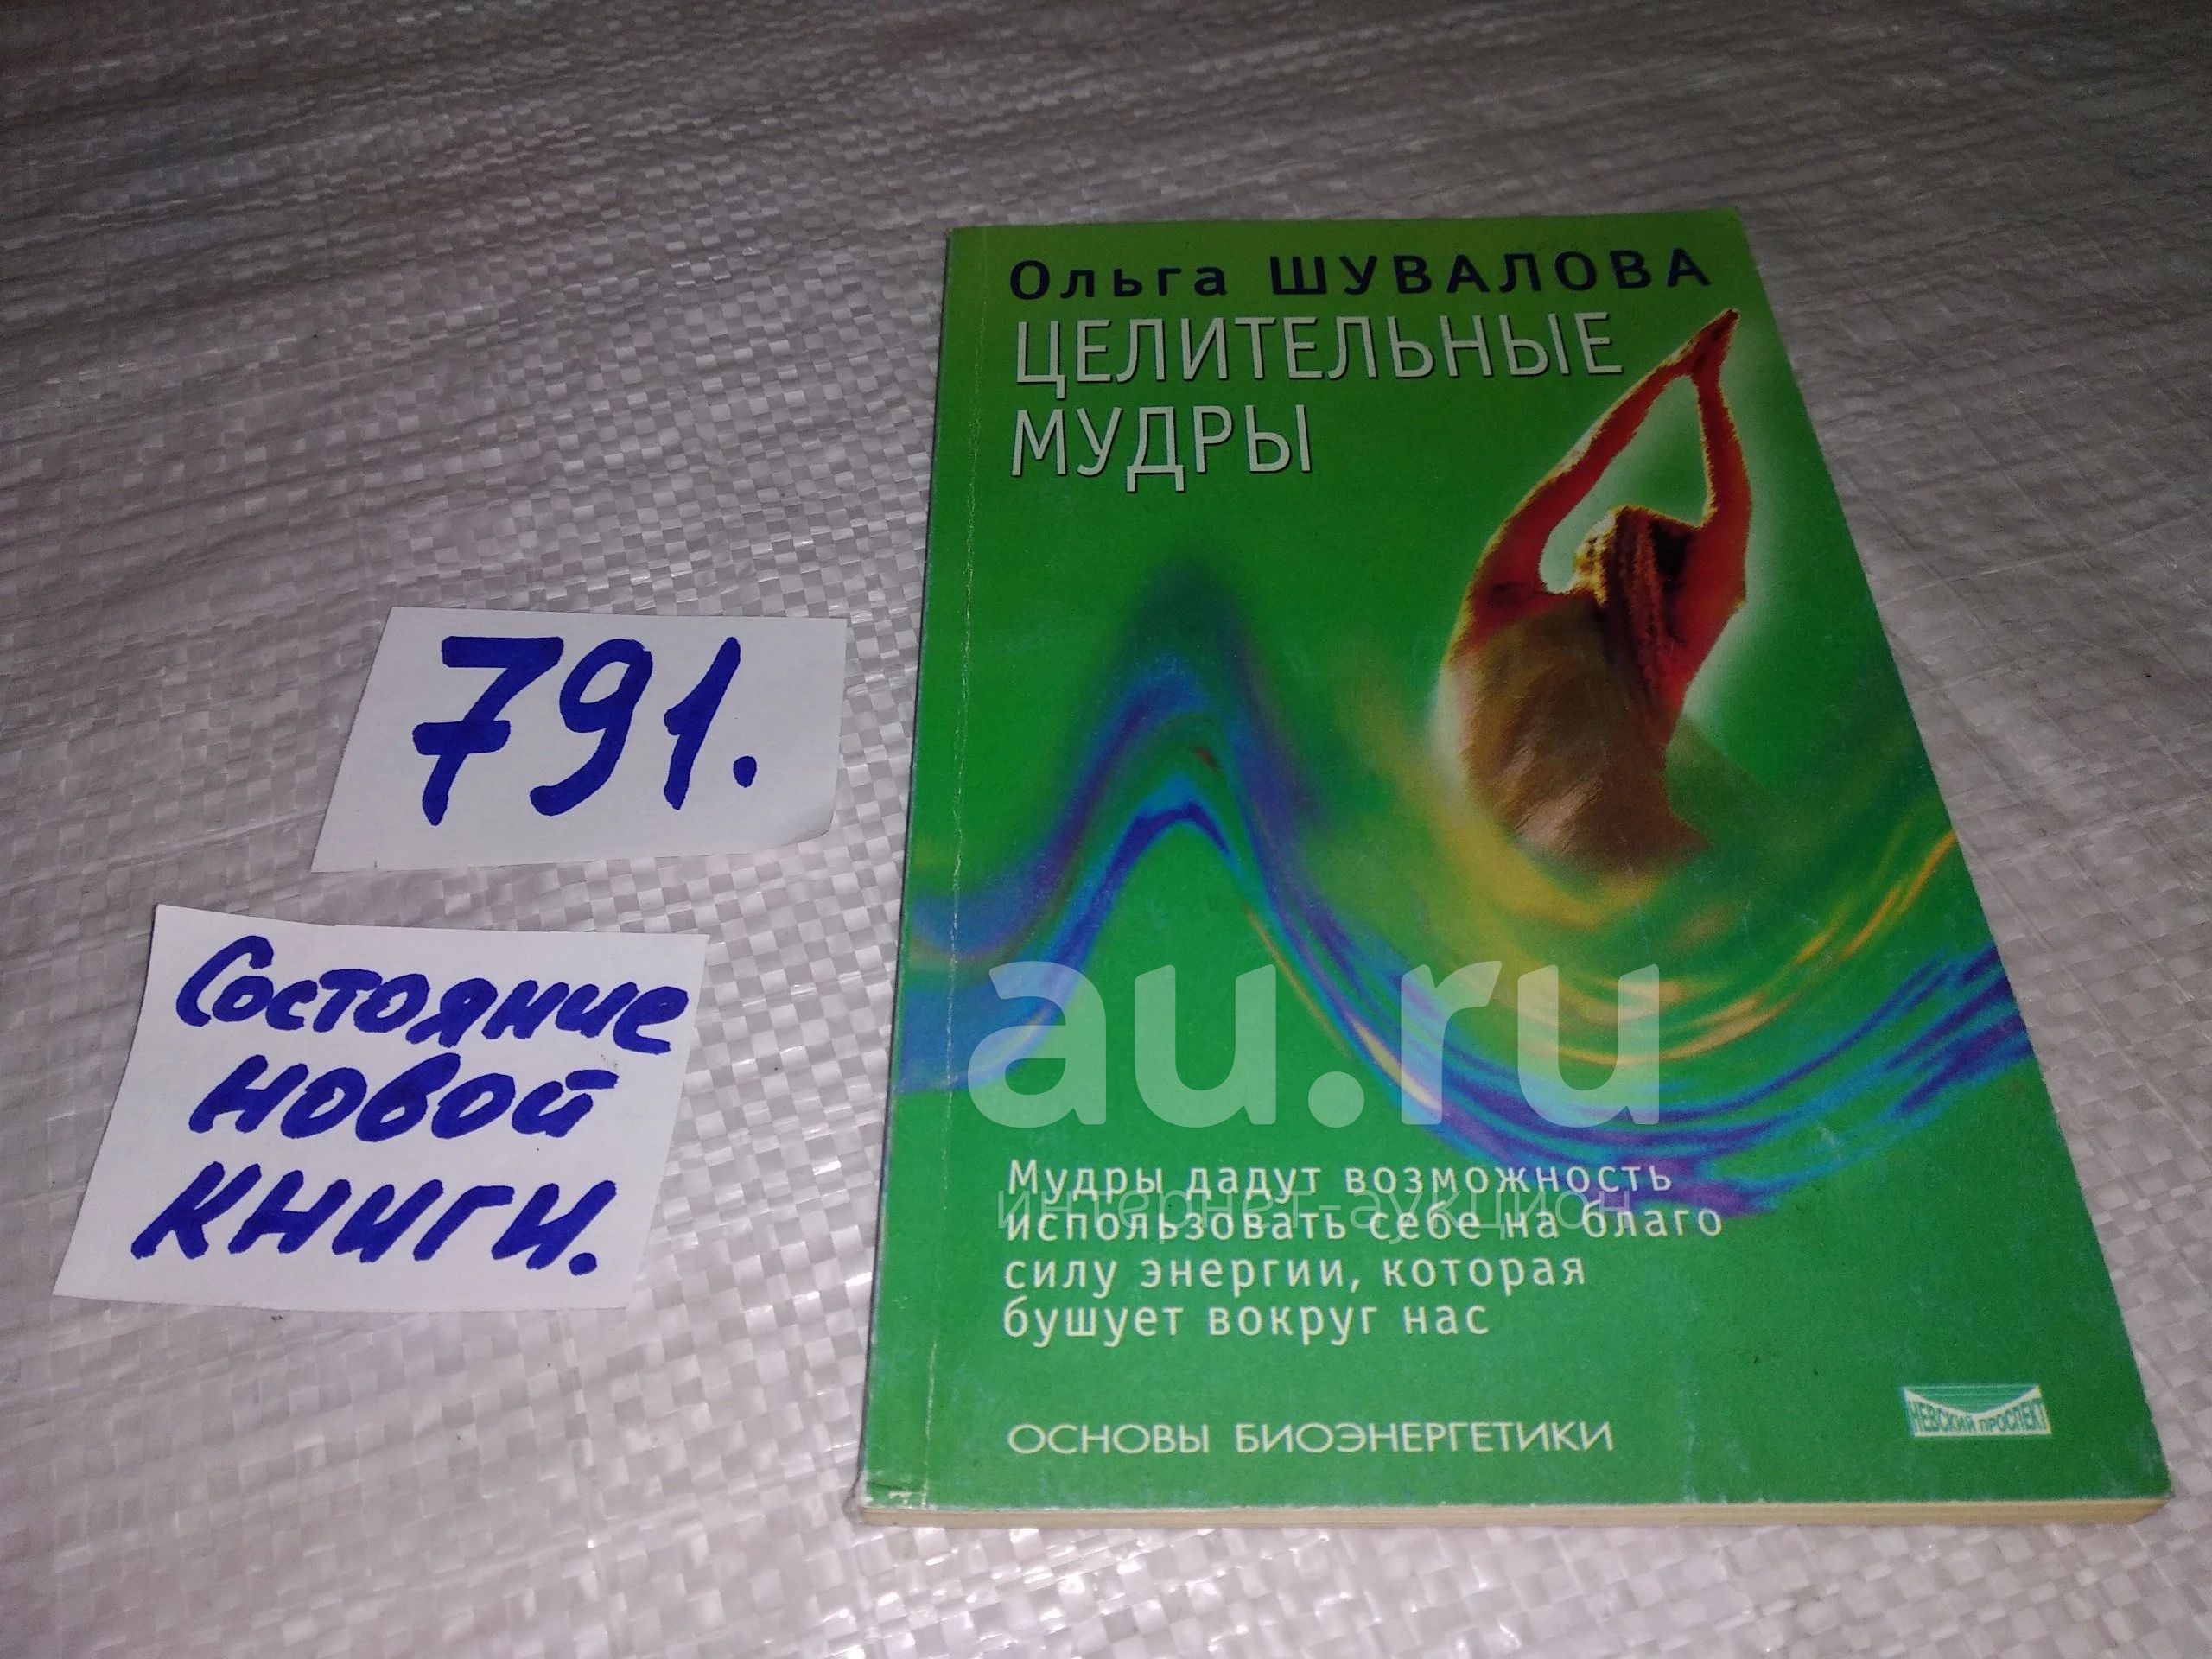 791.
Состояние
новой
книги.
Ольга ШУВАЛОВА
ЦЕЛИТЕЛЬНЫЕ
МУДРЫ
au.ru
интернет-аукцион
Мудры дадут возможность
использовать себе на благо
силу энергии, которая
бушует вокруг нас
ОСНОВЫ БИОЭНЕРГЕТИКИ
НЕВСКИЙ ПРОСПЕКТ